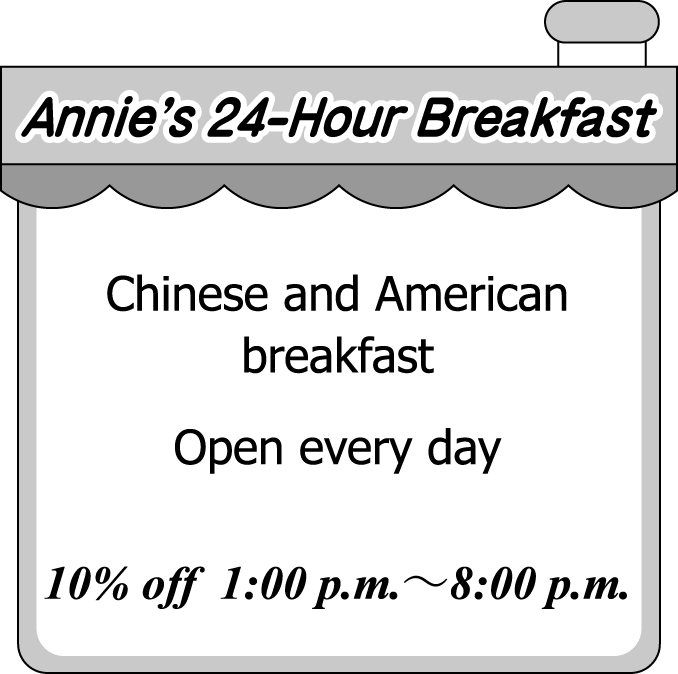 Annie's 24-Hour Breakfast
Chinese and American
breakfast
Open every day
10% off 1:00 p.m.～8:00 p.m.